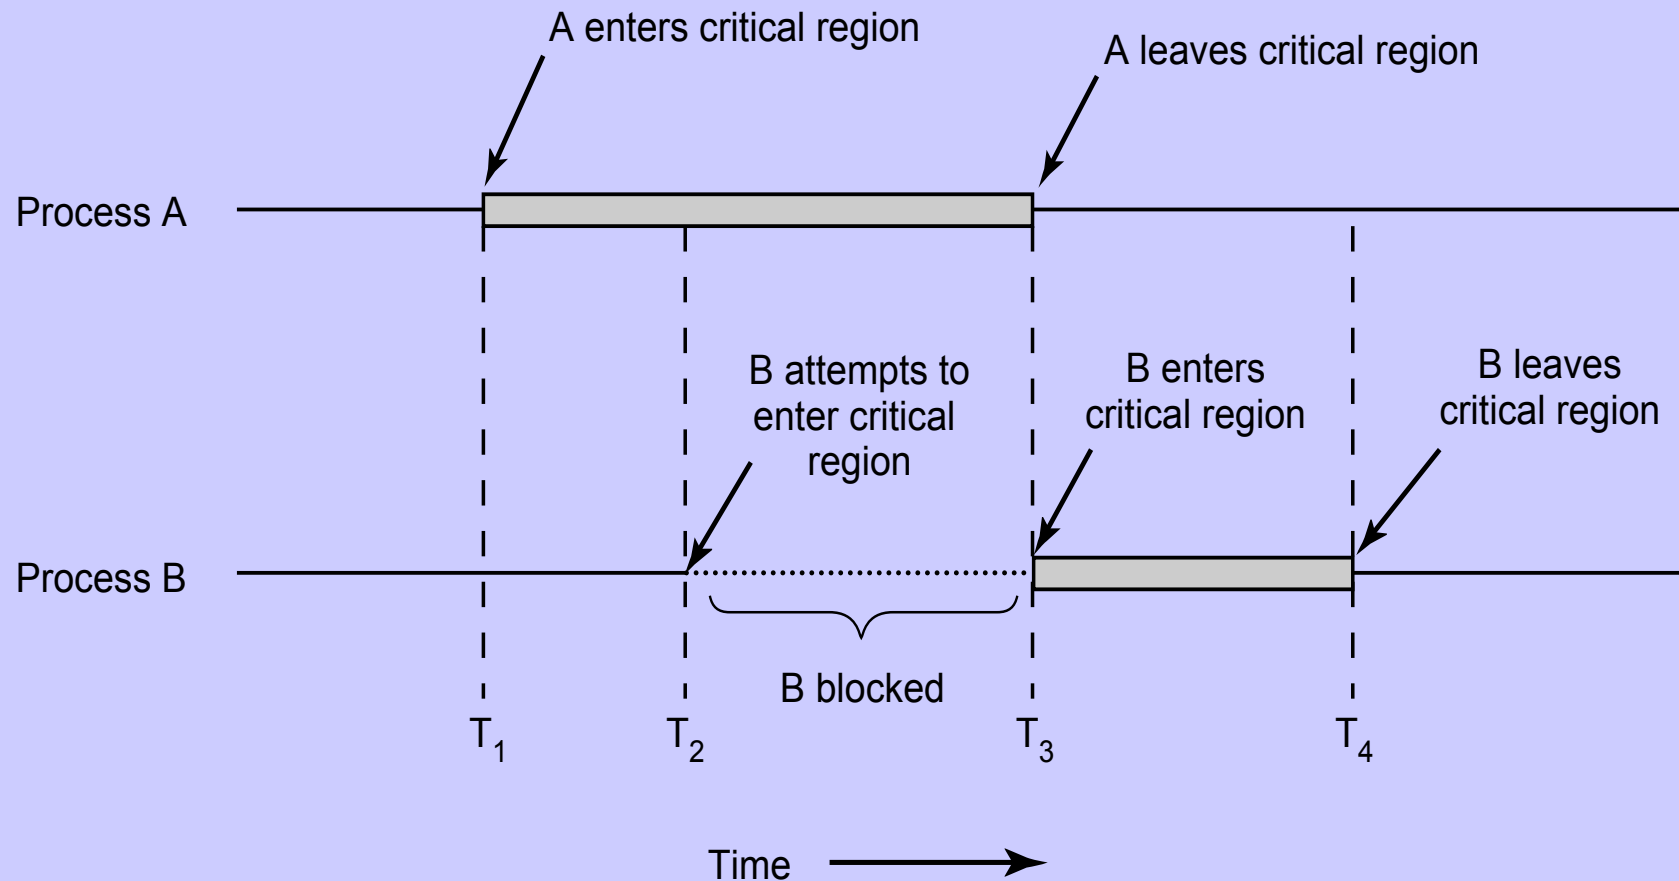 A enters critical region
A leaves critical region
Process A
B attempts to
enter critical
region
B enters
critical region
B leaves
critical region
Process B
B blocked
T1
T2
T3
T4
Time